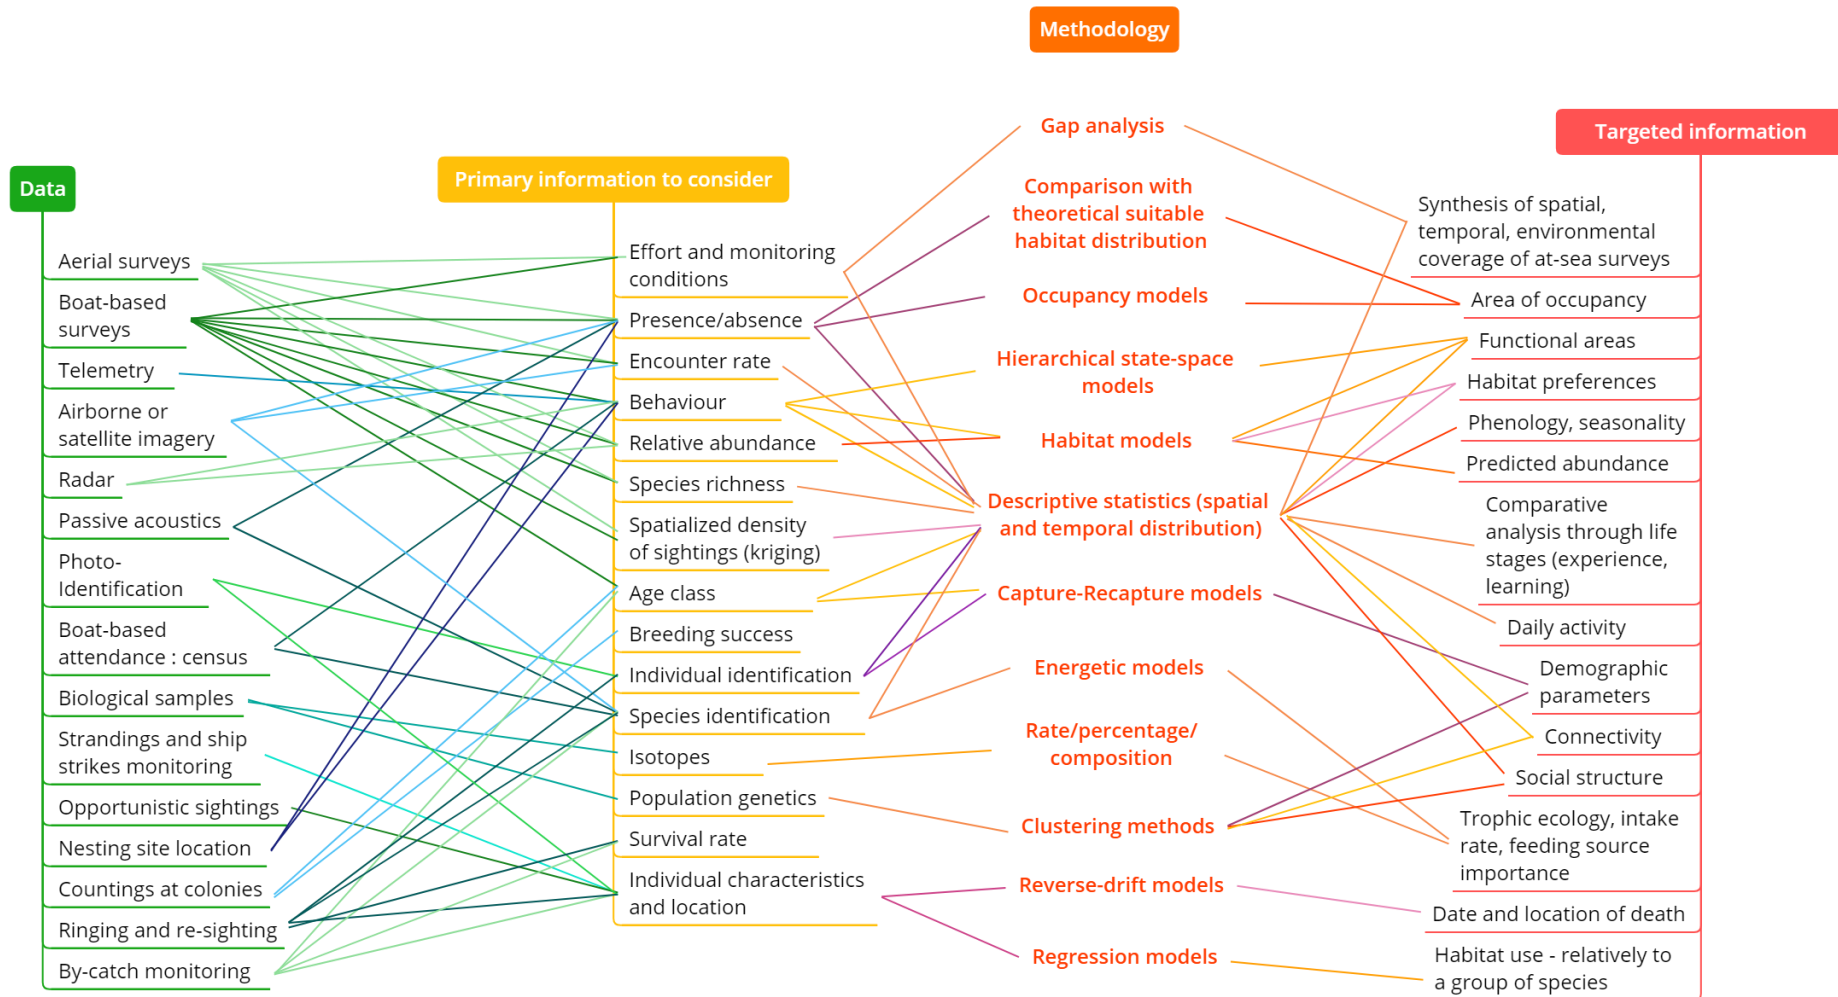 Methodology
Data
Aerial surveys
Boat-based
surveys
Telemetry
Airborne or
satellite imagery
Radar
Passive acoustics
Photo-
Identification
Boat-based
attendance : census
Biological samples
Strandings and ship
strikes monitoring
Opportunistic sightings
Nesting site location
Countings at colonies
Ringing and re-sighting
By-catch monitoring
Primary information to consider
Effort and monitoring
conditions
Presence/absence
Encounter rate
Behaviour
Relative abundance
Species richness
Spatialized density
of sightings (kriging)
Age class
Breeding success
Individual identification
Species identification
Isotopes
Population genetics
Survival rate
Individual characteristics
and location
Gap analysis
Comparison with
theoretical suitable
habitat distribution
Occupancy models
Hierarchical state-space
models
Habitat models
Descriptive statistics (spatial
and temporal distribution)
Capture-Recapture models
Energetic models
Rate/percentage/
composition
Clustering methods
Reverse-drift models
Regression models
Targeted information
Synthesis of spatial,
temporal, environmental
coverage of at-sea surveys
Area of occupancy
Functional areas
Habitat preferences
Phenology, seasonality
Predicted abundance
Comparative
analysis through life
stages (experience,
learning)
Daily activity
Demographic
parameters
Connectivity
Social structure
Trophic ecology, intake
rate, feeding source
importance
Date and location of death
Habitat use - relatively to
a group of species